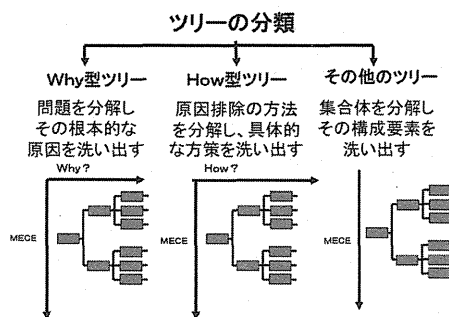 ツリーの分類
Why型ツリー
問題を分解し
その根本的な
原因を洗い出す
Why？
MECE
How型ツリー
原因排除の方法
を分解し、具体的
な方策を洗い出す
How？
MECE
その他のツリー
集合体を分解し
その構成要素を
洗い出す
MECE